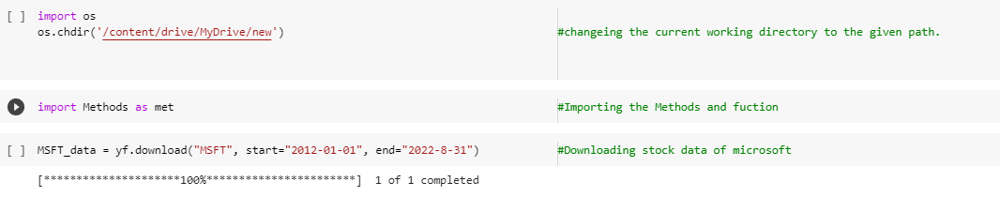 [ ] import os
os.chdir('/content/drive/MyDrive/new') #changeing the current working directory to the given path.
import Methods as met #Importing the Methods and fuction
[ ] MSFT_data = yf.download("MSFT", start="2012-01-01", end="2022-8-31") #Downloading stock data of microsoft
[*********************100%***********************] 1 of 1 completed